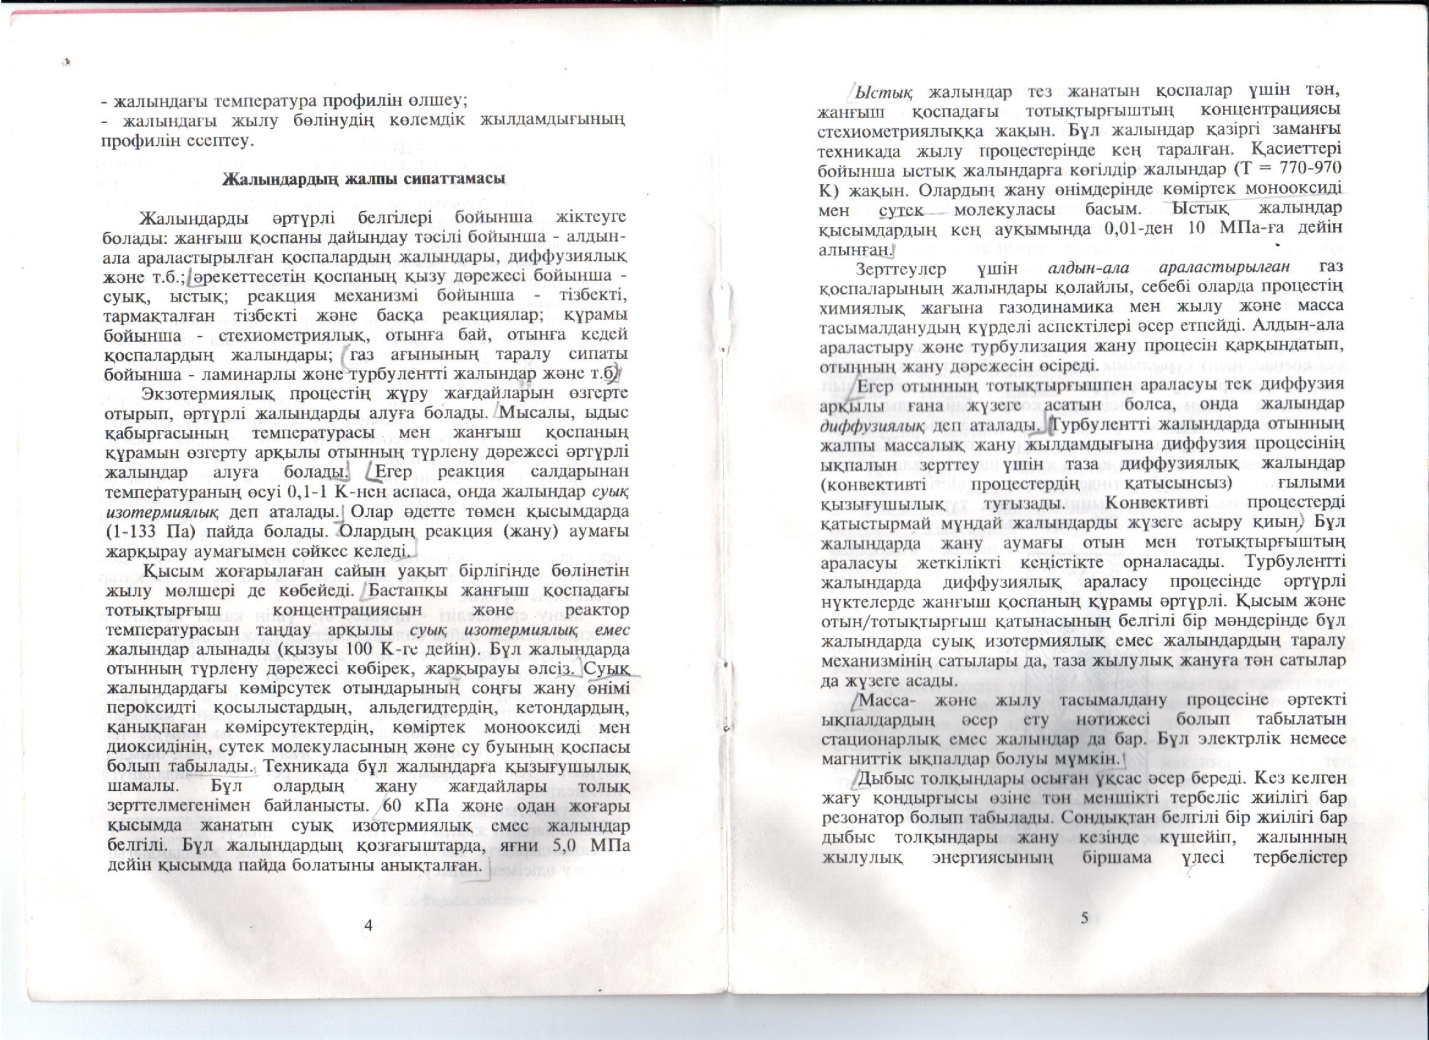 - жалындағы температура профилін өлшеу;
- жалындағы жылу бөлінудің көлемдік жылдамдығының
профилін есептеу.
Жалындардың жалпы сипаттамасы
Жалындарды әртүрлі белгілері бойынша жіктеуге
болады: жанғыш қоспаны дайындау тәсілі бойынша - алдын-
ала араластырылған қоспалардың жалындары, диффузиялық
және т.б.; әрекеттесетін қоспаның қызу дәрежесі бойынша -
суық, ыстық; реакция механизмі бойынша - тізбекті,
тармақталған тізбекті және басқа реакциялар; құрамы
бойынша - стехиометриялық, отынға бай, отынға кедей
қоспалардың жалындары; газ ағынының таралу сипаты
бойынша - ламинарлы және турбулентті жалындар және т.б.
Экзотермиялық процестің жүру жағдайларын өзгерте
отырып, әртүрлі жалындарды алуға болады. Мысалы, ыдыс
қабырғасының температурасы мен жанғыш қоспаның
құрамын өзгерту арқылы отынның түрлену дәрежесі әртүрлі
жалындар алуға болады. Егер реакция салдарынан
температураның өсуі 0,1-1 К-нен аспаса, онда жалындар суық
изотермиялық деп аталады. Олар әдетте төмен қысымдарда
(1-133 Па) пайда болады. Олардың реакция (жану) аумағы
жарқырау аумағымен сәйкес келеді.
Қысым жоғарылаған сайын уақыт бірлігінде бөлінетін
жылу мөлшері де көбейеді. Бастапқы жанғыш қоспадағы
тотықтырғыш концентрациясын және реактор
температурасын таңдау арқылы суық изотермиялық емес
жалындар алынады (қызуы 100 К-ге дейін). Бұл жалындарда
отынның түрлену дәрежесі көбірек, жарқырауы әлсіз. Суық
жалындардағы көмірсутек отындарының соңғы жану өнімі
пероксидті қосылыстардың, альдегидтердің, кетондардың,
қанықпаған көмірсутектердің, көміртек монооксиді мен
диоксидінің, сутек молекуласының және су буының қоспасы
болып табылады. Техникада бұл жалындарға қызығушылық
шамалы. Бұл олардың жану жағдайлары толық
зерттелмегенімен байланысты. 60 кПа және одан жоғары
қысымда жанатын суық изотермиялық емес жалындар
белгілі. Бұл жалындардың қозғағыштарда, яғни 5,0 МПа
дейін қысымда пайда болатыны анықталған.
4
Ыстық жалындар тез жанатын қоспалар үшін тән,
жанғыш қоспадағы тотықтырғыштың концентрациясы
стехиометриялыққа жақын. Бұл жалындар қазіргі заманғы
техникада жылу процестерінде кең таралған. Қасиеттері
бойынша ыстық жалындарға көгілдір жалындар (Т = 770-970
К) жақын. Олардың жану өнімдерінде көміртек монооксиді
мен сутек молекуласы басым. Ыстық жалындар
қысымдардың кең ауқымында 0,01-ден 10 МПа-ға дейін
алынған.
Зерттеулер үшін алдын-ала араластырылған газ
қоспаларының жалындары қолайлы, себебі оларда процестің
химиялық жағына газодинамика мен жылу және масса
тасымалданудың күрделі аспектілері әсер етпейді. Алдын-ала
араластыру және турбулизация жану процесін қарқындатып,
отынның жану дәрежесін өсіреді.
Егер отынның тотықтырғышпен араласуы тек диффузия
арқылы ғана жүзеге асатын болса, онда жалындар
диффузиялық деп аталады. Турбулентті жалындарда отынның
жалпы массалық жану жылдамдығына диффузия процесінің
ықпалын зерттеу үшін таза диффузиялық жалындар
(конвективті процестердің қатысынсыз) ғылыми
қызығушылық туғызады. Конвективті процестерді
қатыстырмай мұндай жалындарды жүзеге асыру қиын. Бұл
жалындарда жану аумағы отын мен тотықтырғыштың
араласуы жеткілікті кеңістікте орналасады. Турбулентті
жалындарда диффузиялық араласу процесінде әртүрлі
нүктелерде жанғыш қоспаның құрамы әртүрлі. Қысым және
отын/тотықтырғыш қатынасының белгілі бір мәндерінде бұл
жалындарда суық изотермиялық емес жалындардың таралу
механизмінің сатылары да, таза жылулық жануға тән сатылар
да жүзеге асады.
Масса- және жылу тасымалдану процесіне әртекті
ықпалдардың әсер ету нәтижесі болып табылатын
стационарлық емес жалындар да бар. Бұл электрлік немесе
магниттік ықпалдар болуы мүмкін.
Дыбыс толқындары осыған ұқсас әсер береді. Кез келген
жағу қондырғысы өзіне тән меншікті тербеліс жиілігі бар
резонатор болып табылады. Сондықтан белгілі бір жиілігі бар
дыбыс толқындары жану кезінде күшейіп, жалынның
жылулық энергиясының біршама үлесі тербелістер
5